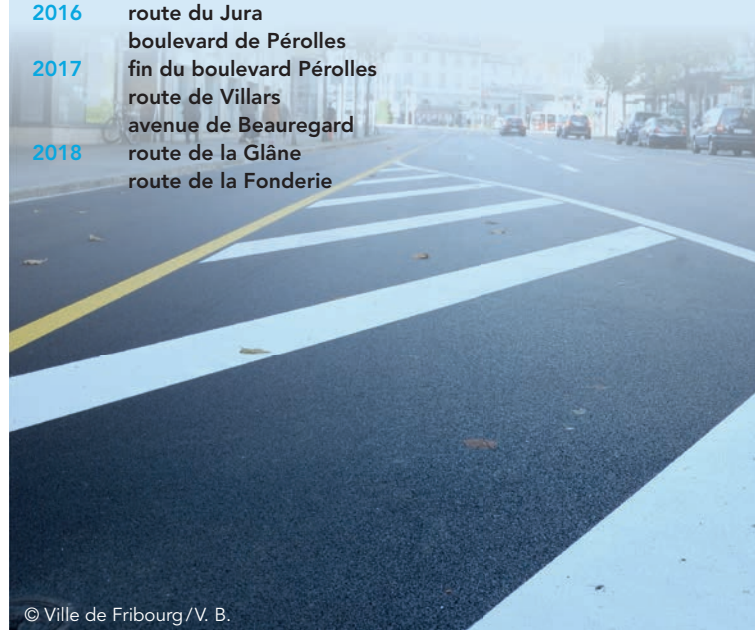 2016 route du Jura
boulevard de Pérolles
2017 fin du boulevard Pérolles
route de Villars
avenue de Beauregard
2018 route de la Glâne
route de la Fonderie
© Ville de Fribourg/V. B.